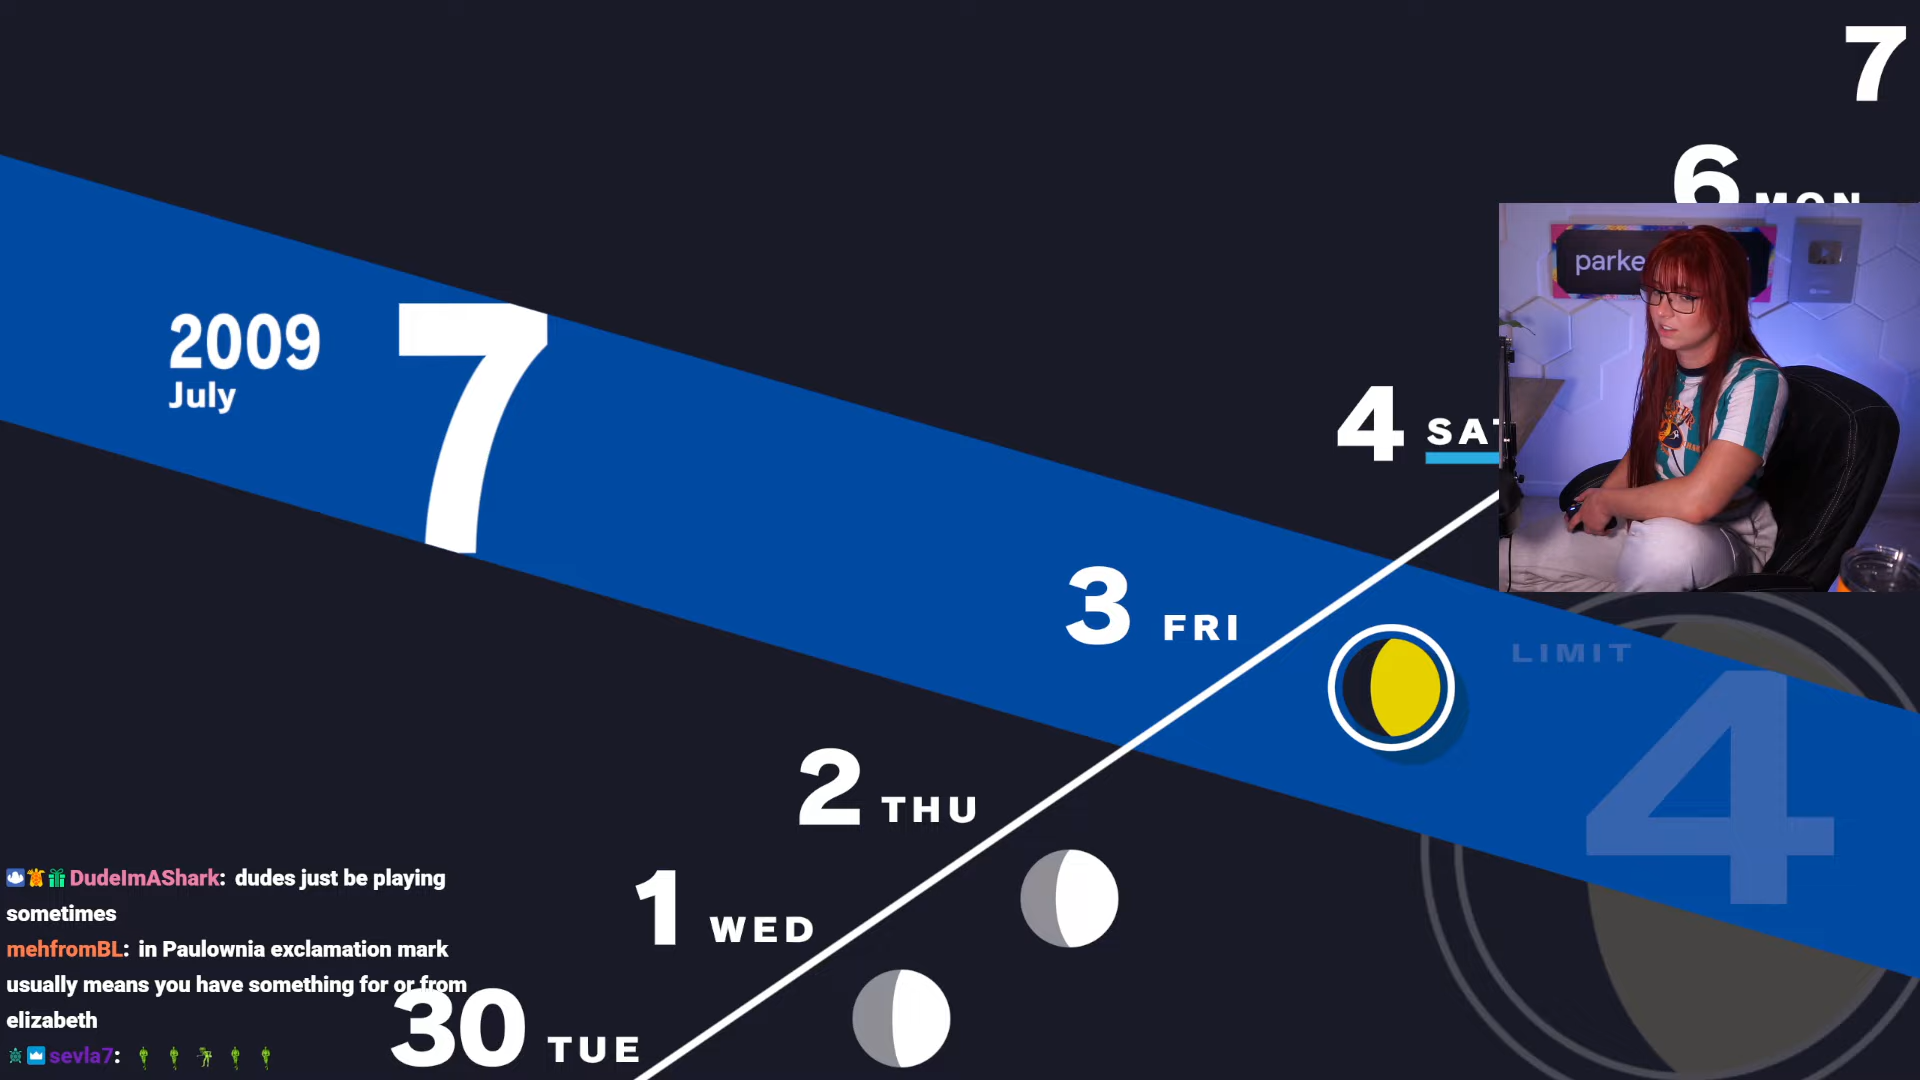 7
6 MON
parke
2009
July
7
4 SAT
3 FRI
LIMIT
4
2 THU
1 WED
30 TUE
DudeImAShark: dudes just be playing
sometimes
mehfromBL: in Paulownia exclamation mark
usually means you have something for or from
elizabeth
sevla7: